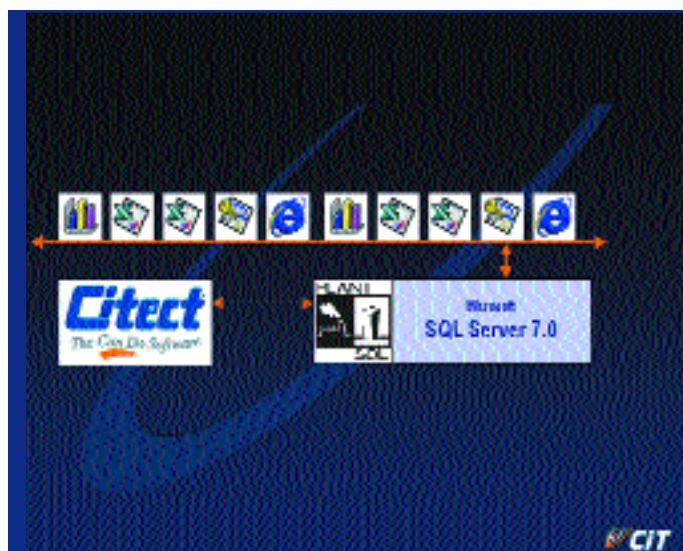 Citect
The Can Do Software
PLANT
SQL
Microsoft
SQL Server 7.0
CiT